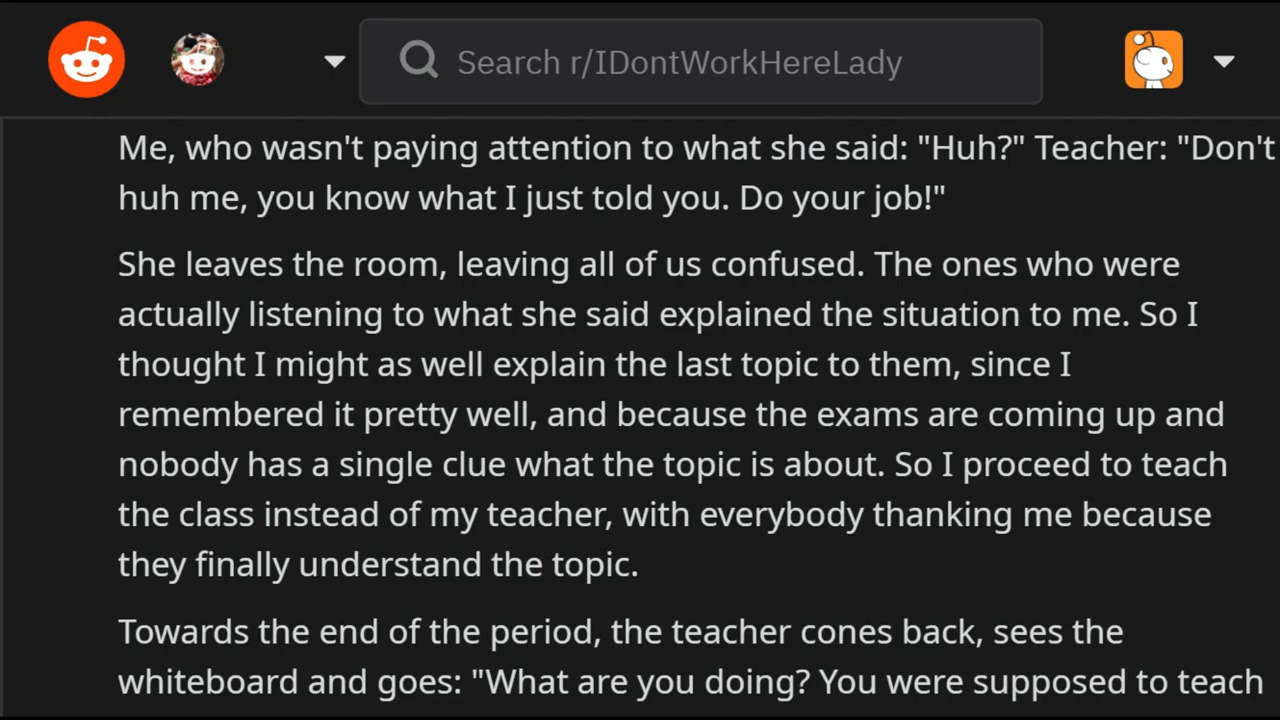 Search r/IDontWorkHereLady
Me, who wasn't paying attention to what she said: "Huh?" Teacher: "Don't
huh me, you know what I just told you. Do your job!"
She leaves the room, leaving all of us confused. The ones who were
actually listening to what she said explained the situation to me. So I
thought I might as well explain the last topic to them, since I
remembered it pretty well, and because the exams are coming up and
nobody has a single clue what the topic is about. So I proceed to teach
the class instead of my teacher, with everybody thanking me because
they finally understand the topic.
Towards the end of the period, the teacher cones back, sees the
whiteboard and goes: "What are you doing? You were supposed to teach